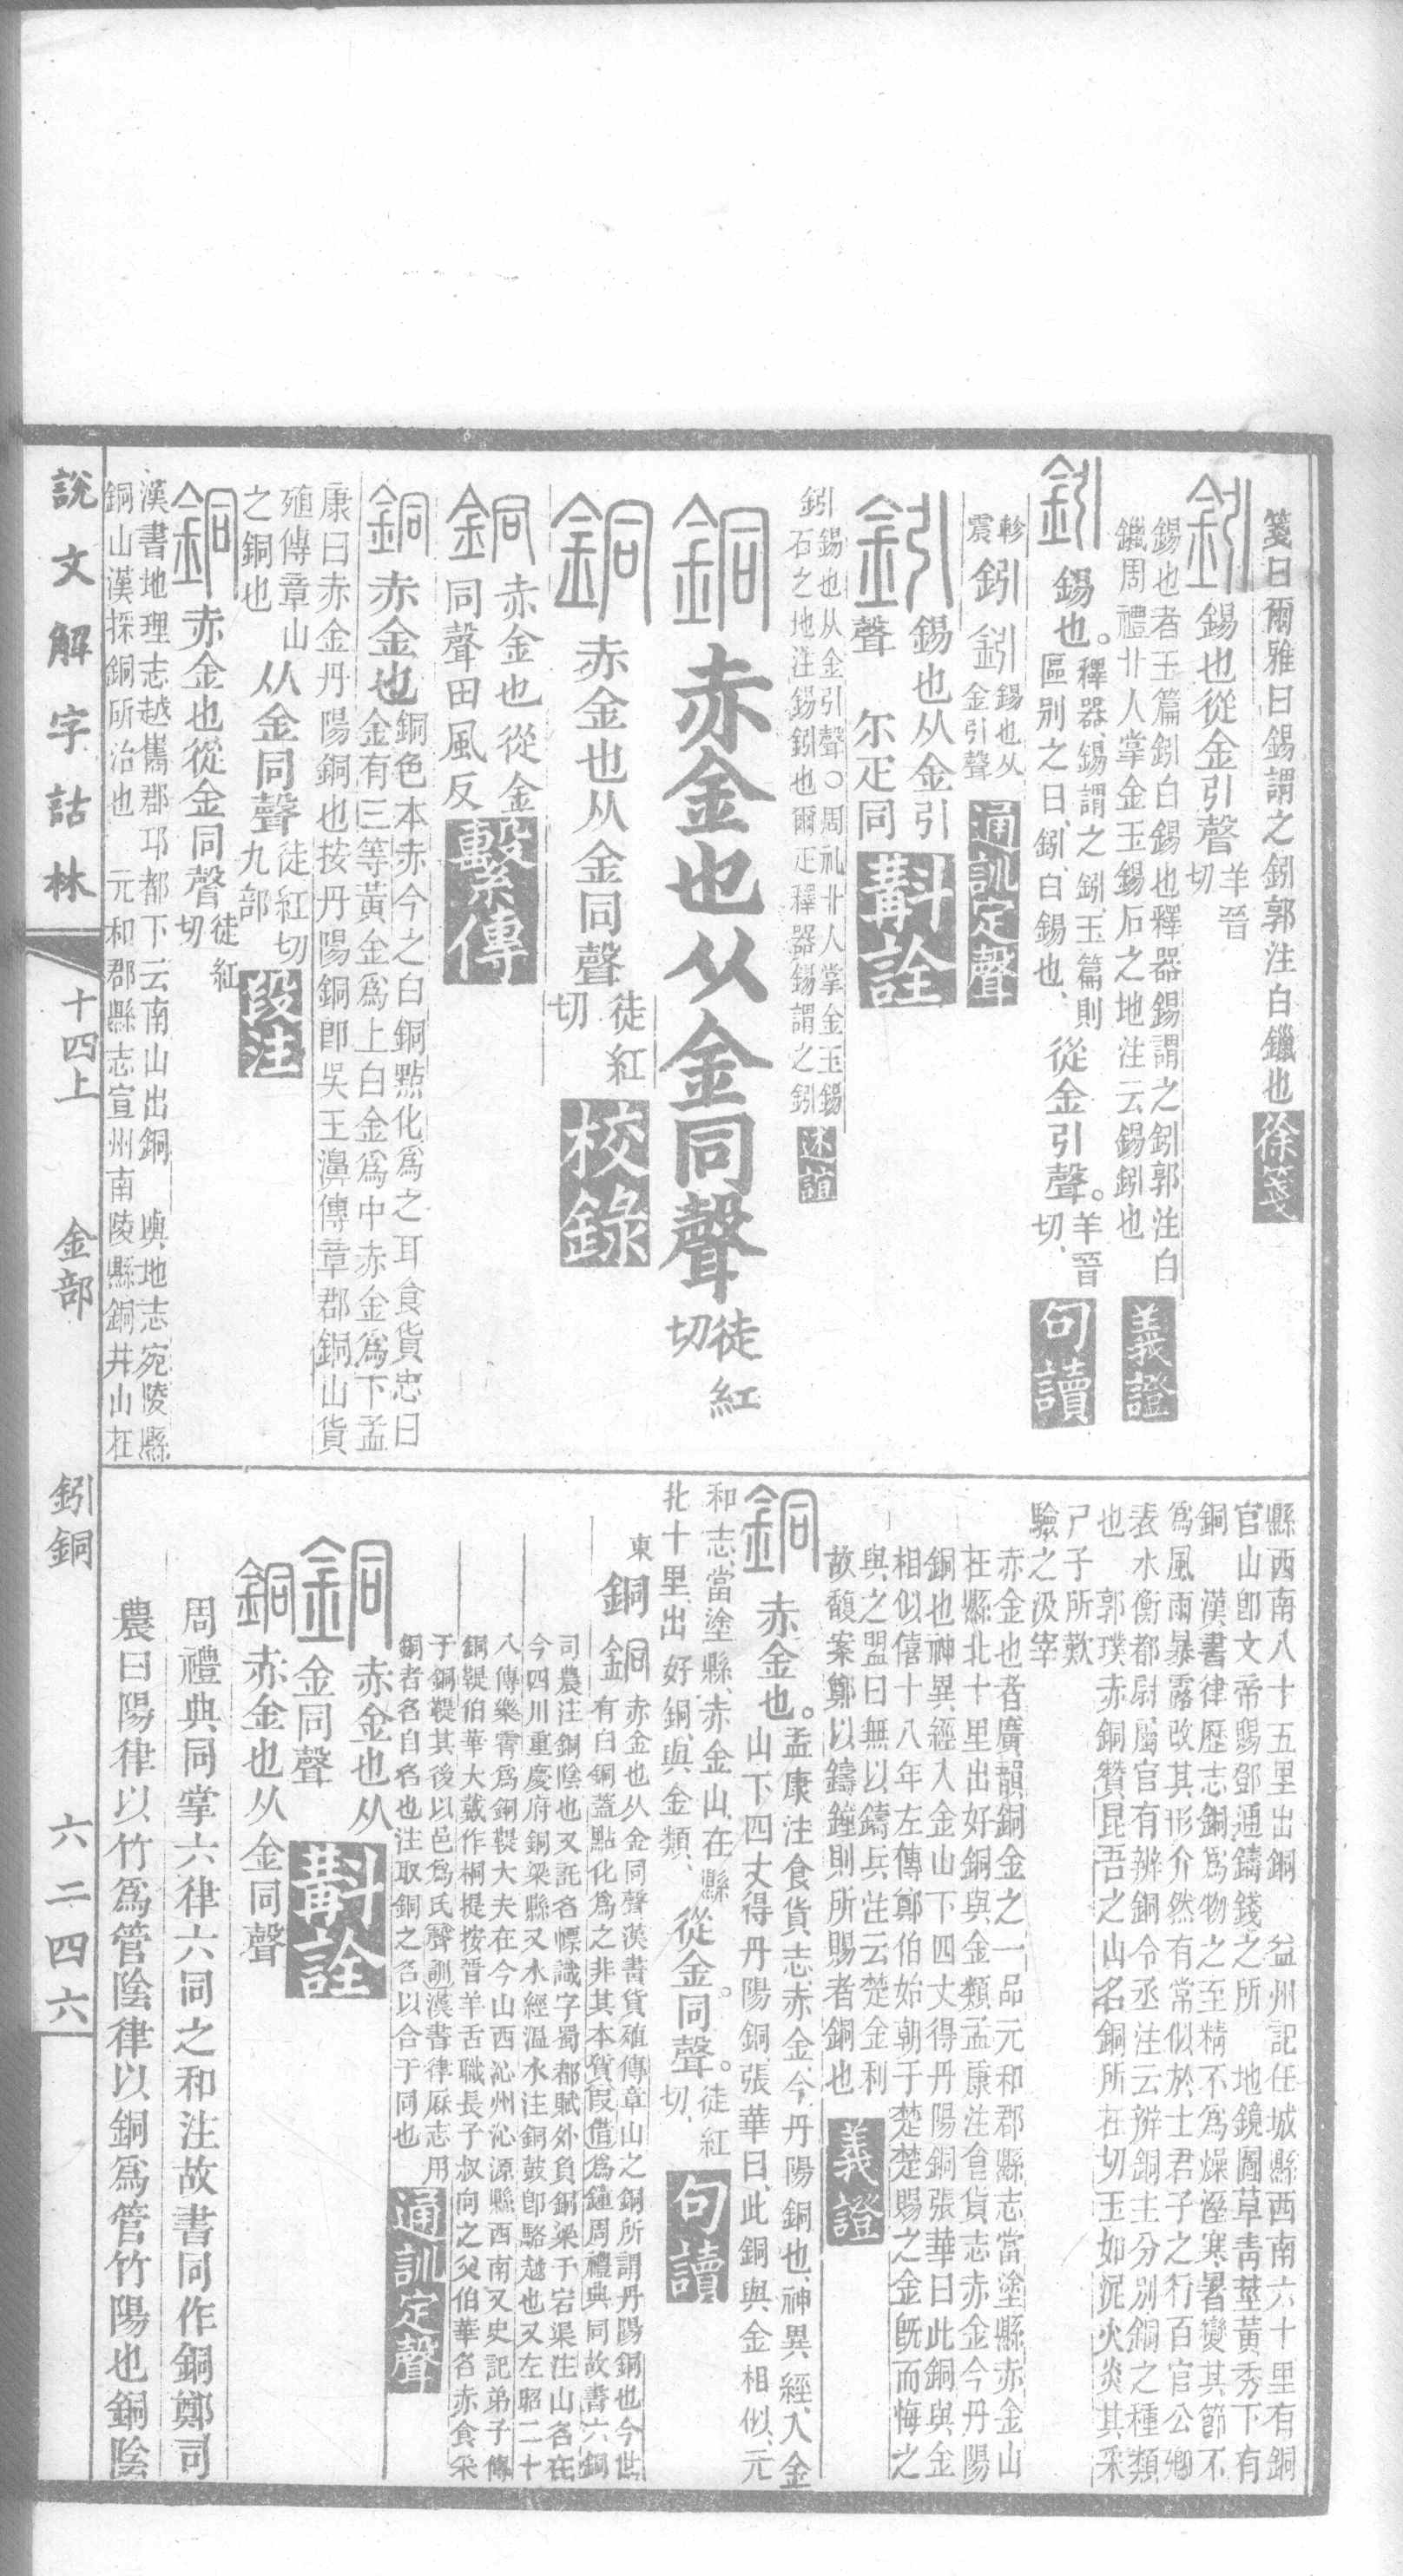 箋曰爾雅曰錫謂之鈏郭注白鑞也徐箋
鈏錫也從金引聲羊晉切
錫也者玉篇鈏白錫也釋器錫謂之鈏郭注白
鑞周禮卝人掌金玉錫石之地注云錫鈏也義證
鈏錫也。釋器、錫謂之鈏、玉篇則區別之曰、鈏、白錫也、從金引聲。羊晉切、句讀
軫震鈏鈏錫也从金引聲通訓定聲
鈏錫也从金引聲尔疋同斠詮
鈏錫也从金引聲〇周礼卝人掌金玉錫
石之地注錫鈏也爾疋釋器錫謂之鈏述誼
銅赤金也从金同聲徒紅切
銅赤金也从金同聲徒紅切校錄
銅赤金也從金同聲田風反繫傳
銅赤金也銅色本赤今之白銅點化爲之耳食貨志曰金有三等黃金爲上白金爲中赤金爲下孟
康曰赤金丹陽銅也按丹陽銅卽吳王濞傳章郡銅山貨
殖傳章山之銅也从金同聲徒紅切九部段注
銅赤金也從金同聲徒紅切
漢書地理志越巂郡邛都下云南山出銅 輿地志宛陵縣
銅山漢採銅所治也 元和郡縣志宣州南陵縣銅井山在
縣西南八十五里出銅 益州記任城縣西南六十里有銅
官山卽文帝賜鄧通鑄錢之所 地鏡圖草靑莖黃秀下有
銅 漢書律歷志銅爲物之至精不爲燥溼寒暑變其節不
爲風雨暴露改其形介然有常似於士君子之行百官公卿
表水衡都尉屬官有辨銅令丞注云辨銅主分別銅之種類
也 郭璞赤銅贊昆吾之山名銅所在切玉如泥火炎其采
尸子所歎
驗之汲宰
赤金也者廣韻銅金之一品元和郡縣志當塗縣赤金山
在縣北十里出好銅與金類孟康注食貨志赤金今丹陽
銅也神異經入金山下四丈得丹陽銅張華曰此銅與金
相似僖十八年左傳鄭伯始朝于楚楚賜之金既而悔之
與之盟曰無以鑄兵注云楚金利
故馥案鄭以鑄鐘則所賜者銅也義證
銅赤金也。孟康注食貨志、赤金、今丹陽銅也、神異經、入金山下四丈得丹陽銅、張華曰、此銅與金相似、元
和志、當塗縣、赤金山、在縣北十里、出好銅、與金類、從金同聲。徒紅切、句讀
東銅銅赤金也从金同聲漢書貨殖傳章山之銅所謂丹陽銅也今世
有白銅蓋點化爲之非其本質叚借爲鐘周禮典同故書六銅
司農注銅陰也又託名幖識字蜀都賦外負銅梁于宕渠注山名在
今四川重慶府銅梁縣又水經溫水注銅鼓卽駱越也又左昭二十
八傳樂霄爲銅鞮大夫在今山西沁州沁源縣西南又史記弟子傳
銅鞮伯華大戴作桐提按晉羊舌職長子叔向之父伯華名赤食采
于銅鞮其後以邑爲氏聲訓漢書律厤志用
銅者名自名也注取銅之名以合于同也通訓定聲
銅赤金也从金同聲斠詮
銅赤金也从金同聲
周禮典同掌六律六同之和注故書同作銅鄭司
農曰陽律以竹爲管陰律以銅爲管竹陽也銅陰
說文解字詁林 十四上 金部 鈏銅 六二四六